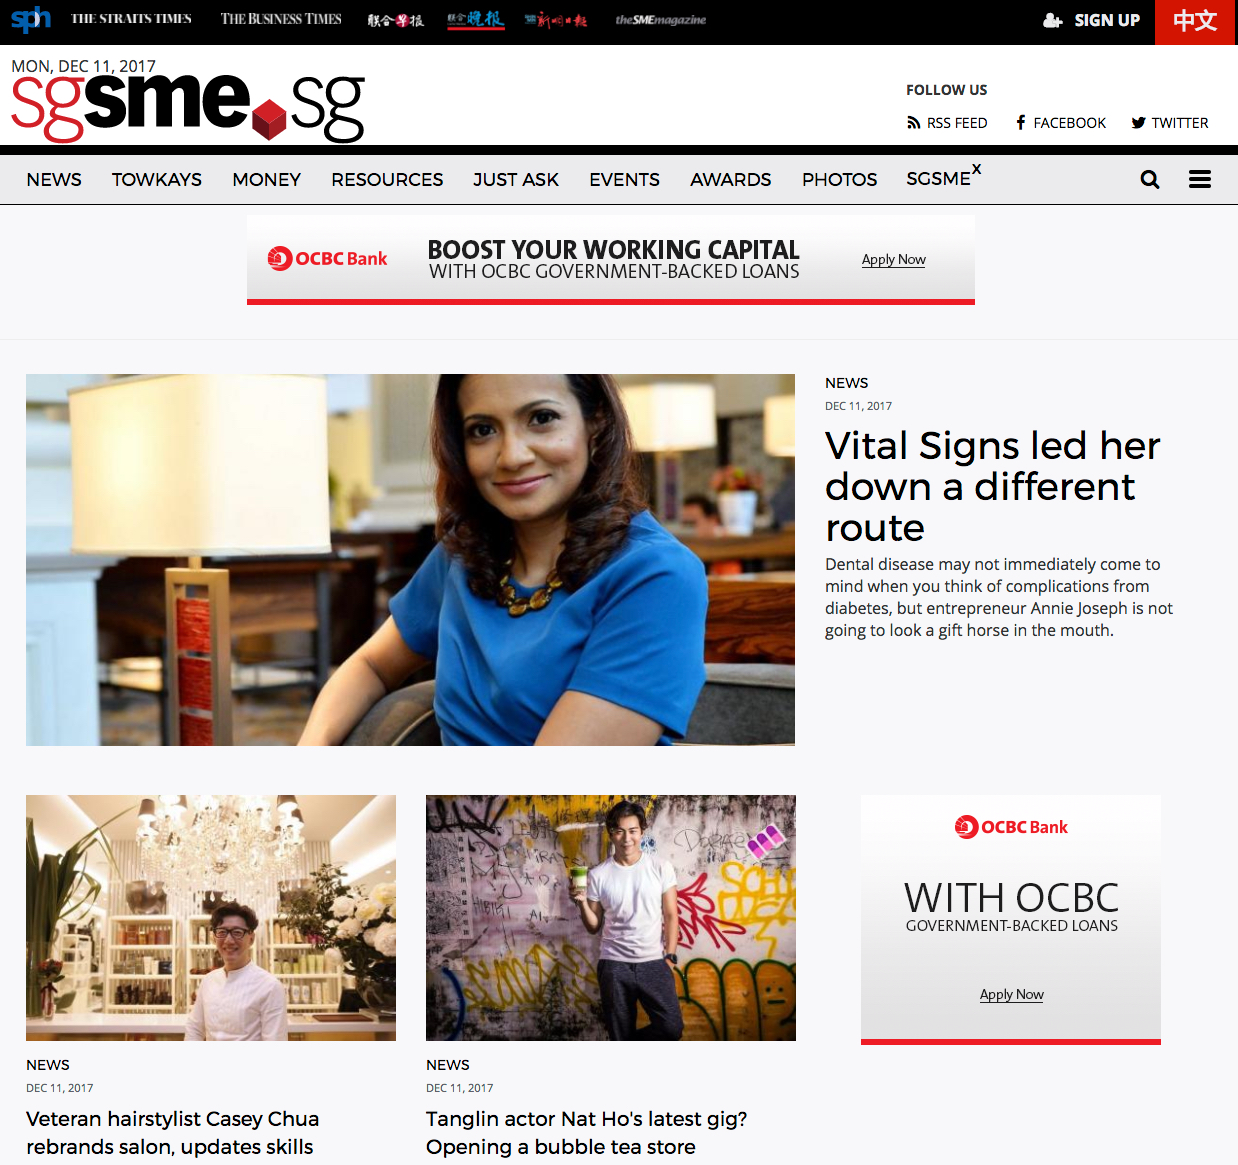 sph
THE STRAITS TIMES
THE BUSINESS TIMES
联合早报
联合晚报
新明日报
theSMEmagazine
SIGN UP
中文
MON, DEC 11, 2017
sgsme.sg
FOLLOW US
RSS FEED
FACEBOOK
TWITTER
NEWS
TOWKAYS
MONEY
RESOURCES
JUST ASK
EVENTS
AWARDS
PHOTOS
SGSMEX
OCBC Bank
BOOST YOUR WORKING CAPITAL
WITH OCBC GOVERNMENT-BACKED LOANS
Apply Now
NEWS
DEC 11, 2017
Vital Signs led her
down a different
route
Dental disease may not immediately come to
mind when you think of complications from
diabetes, but entrepreneur Annie Joseph is not
going to look a gift horse in the mouth.
NEWS
DEC 11, 2017
Veteran hairstylist Casey Chua
rebrands salon, updates skills
NEWS
DEC 11, 2017
Tanglin actor Nat Ho's latest gig?
Opening a bubble tea store
OCBC Bank
WITH OCBC
GOVERNMENT-BACKED LOANS
Apply Now